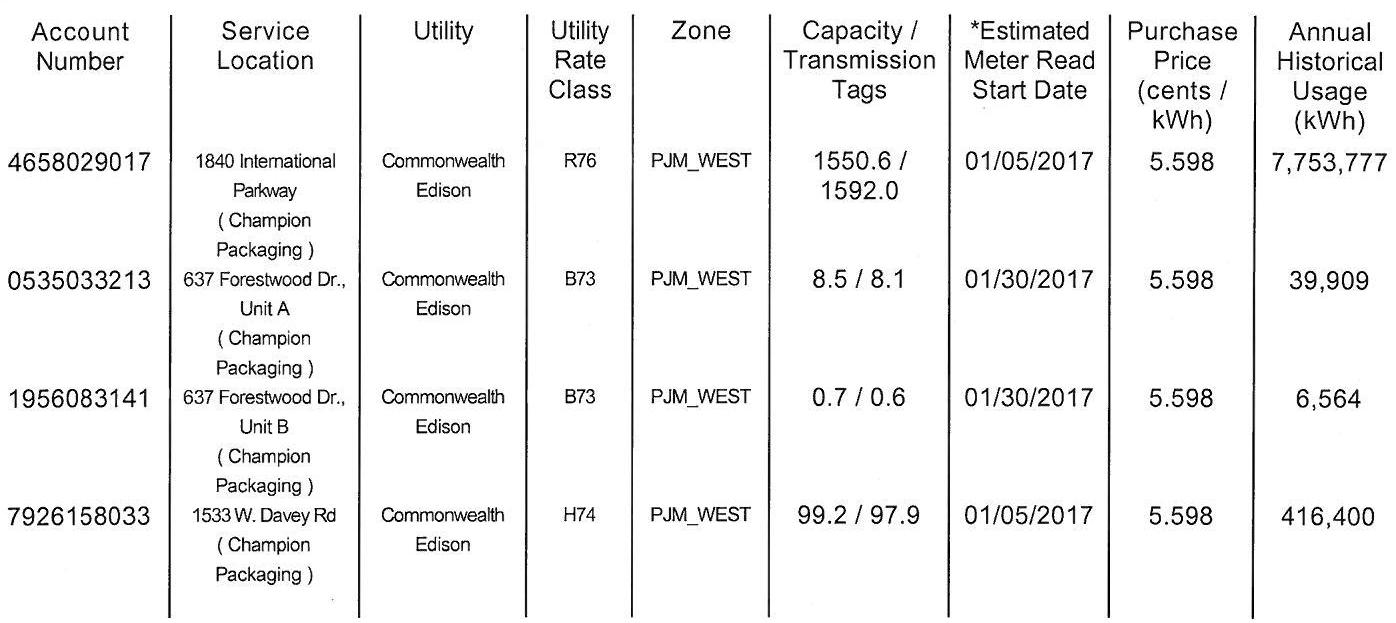 Account Number
Service Location
Utility
Utility Rate Class
Zone
Capacity / Transmission Tags
*Estimated Meter Read Start Date
Purchase Price (cents / kWh)
Annual Historical Usage (kWh)
4658029017
1840 International
Parkway
( Champion
Packaging )
Commonwealth
Edison
R76
PJM_WEST
1550.6 /
1592.0
01/05/2017
5.598
7,753,777
0535033213
637 Forestwood Dr.,
Unit A
( Champion
Packaging )
Commonwealth
Edison
B73
PJM_WEST
8.5 / 8.1
01/30/2017
5.598
39,909
1956083141
637 Forestwood Dr.,
Unit B
( Champion
Packaging )
Commonwealth
Edison
B73
PJM_WEST
0.7 / 0.6
01/30/2017
5.598
6,564
7926158033
1533 W. Davey Rd
( Champion
Packaging )
Commonwealth
Edison
H74
PJM_WEST
99.2 / 97.9
01/05/2017
5.598
416,400